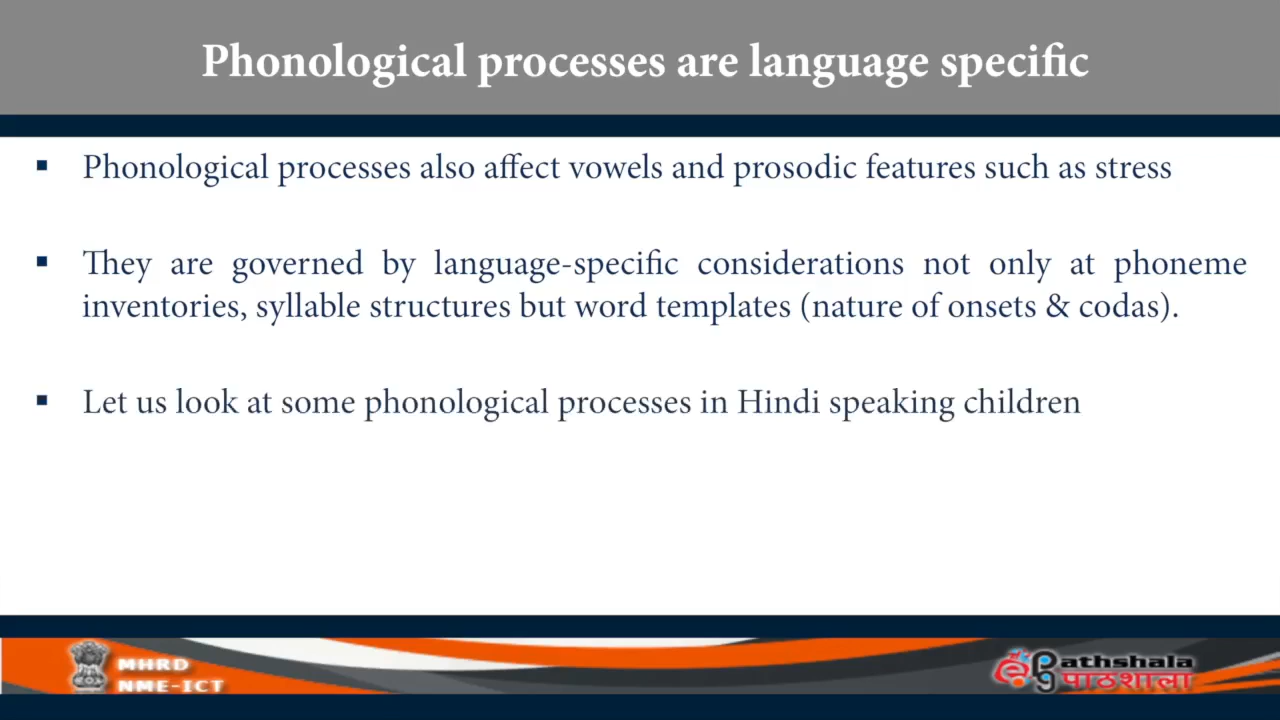 Phonological processes are language specific
▪ Phonological processes also affect vowels and prosodic features such as stress
▪ They are governed by language-specific considerations not only at phoneme
inventories, syllable structures but word templates (nature of onsets & codas).
▪ Let us look at some phonological processes in Hindi speaking children
MHRD
NME-ICT
epg
athshala
पाठशाला